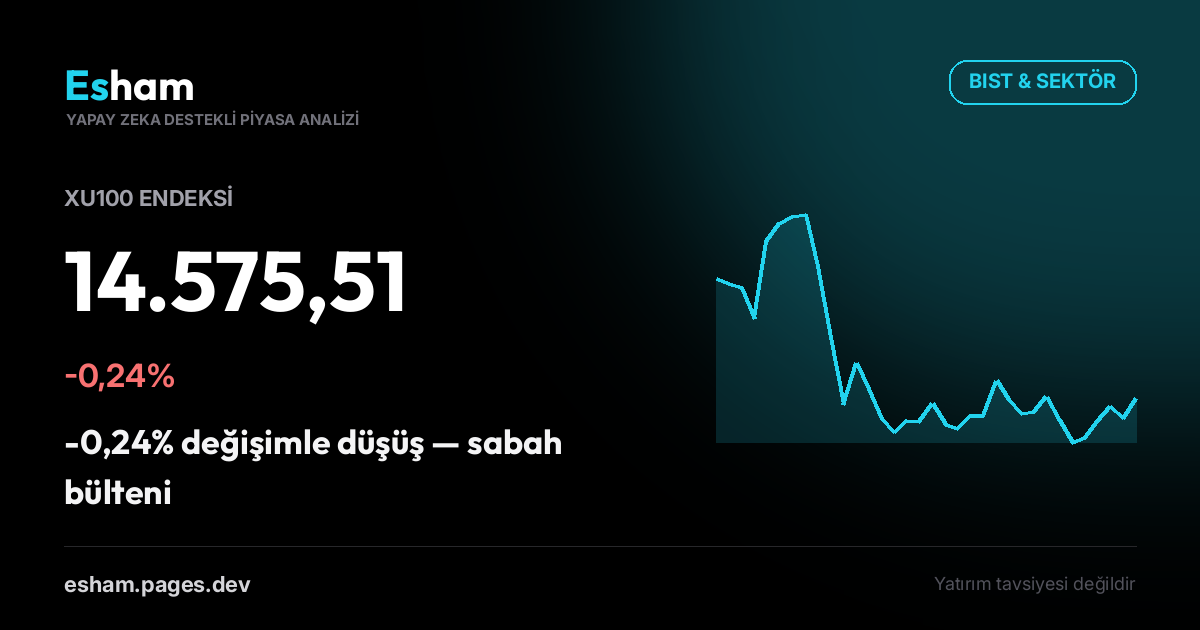 Esham
YAPAY ZEKA DESTEKLİ PİYASA ANALİZİ
BIST & SEKTÖR
XU100 ENDEKSİ
14.575,51
-0,24%
-0,24% değişimle düşüş — sabah
bülteni
esham.pages.dev
Yatırım tavsiyesi değildir